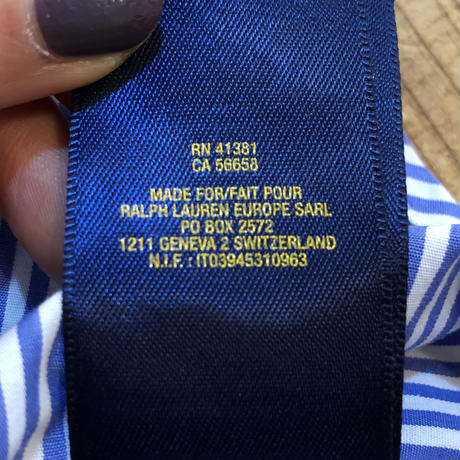 RN 41381
CA 56658
MADE FOR/FAIT POUR
RALPH LAUREN EUROPE SARL
PO BOX 2572
1211 GENEVA 2 SWITZERLAND
N.I.F. : IT03945310963